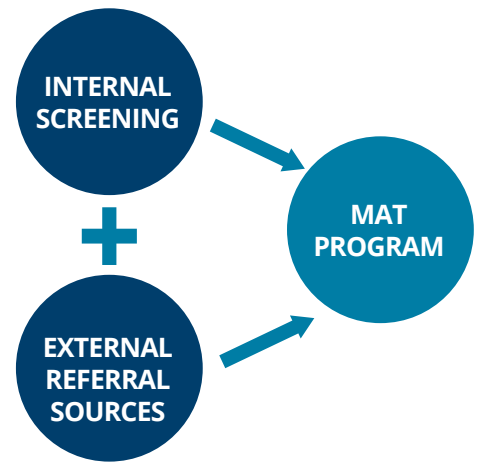 INTERNAL
SCREENING
MAT
PROGRAM
EXTERNAL
REFERRAL
SOURCES